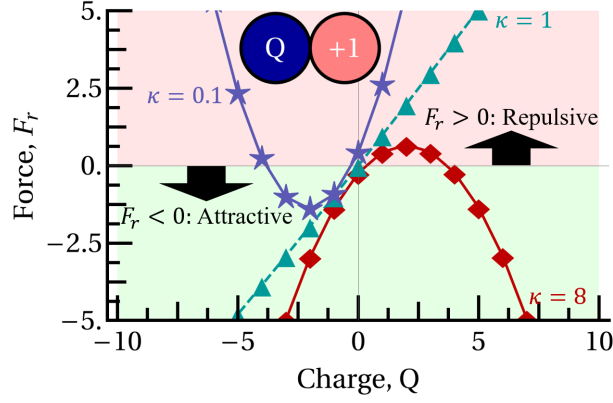 5.
2.5
0.
−2.5
−5.
Force, F_r
Q +1
κ = 0.1
κ = 1
F_r > 0: Repulsive
F_r < 0: Attractive
κ = 8
−10 −5 0 5 10
Charge, Q